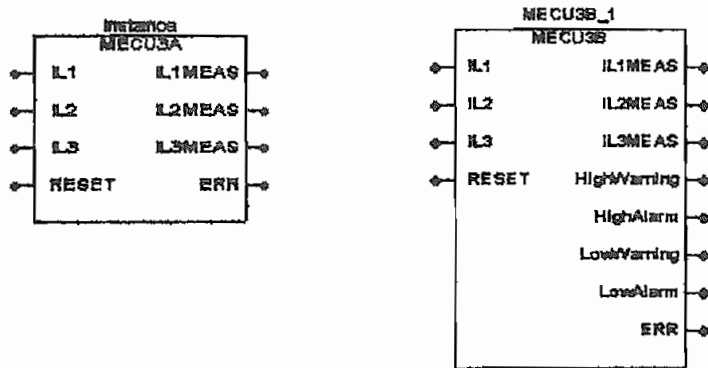 Instance
MECU3A
IL1 IL1MEAS
IL2 IL2MEAS
IL3 IL3MEAS
RESET ERR
MECU3B_1
MECU3B
IL1 IL1MEAS
IL2 IL2MEAS
IL3 IL3MEAS
RESET HighWarning
HighAlarm
LowWarning
LowAlarm
ERR